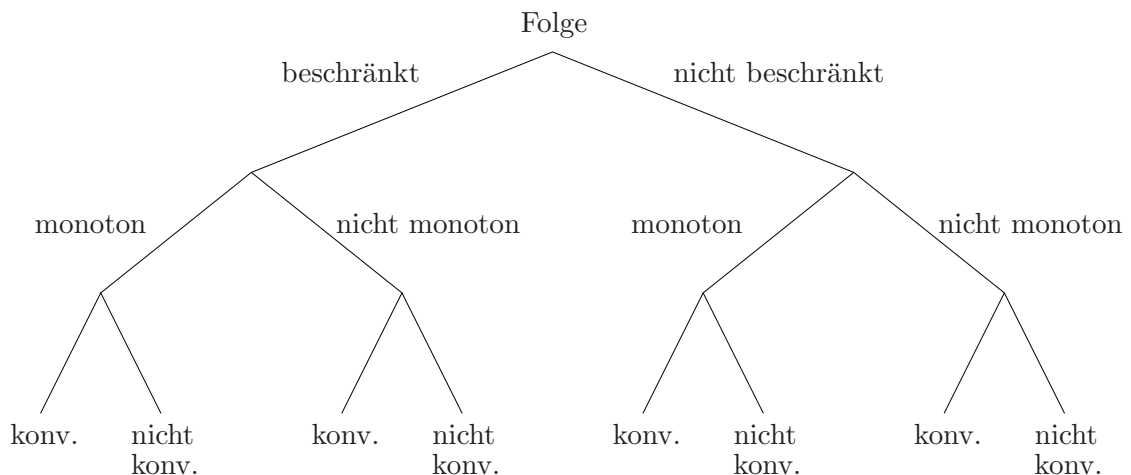 Folge
beschränkt
nicht beschränkt
monoton
nicht monoton
monoton
nicht monoton
konv.
nicht
konv.
konv.
nicht
konv.
konv.
nicht
konv.
konv.
nicht
konv.